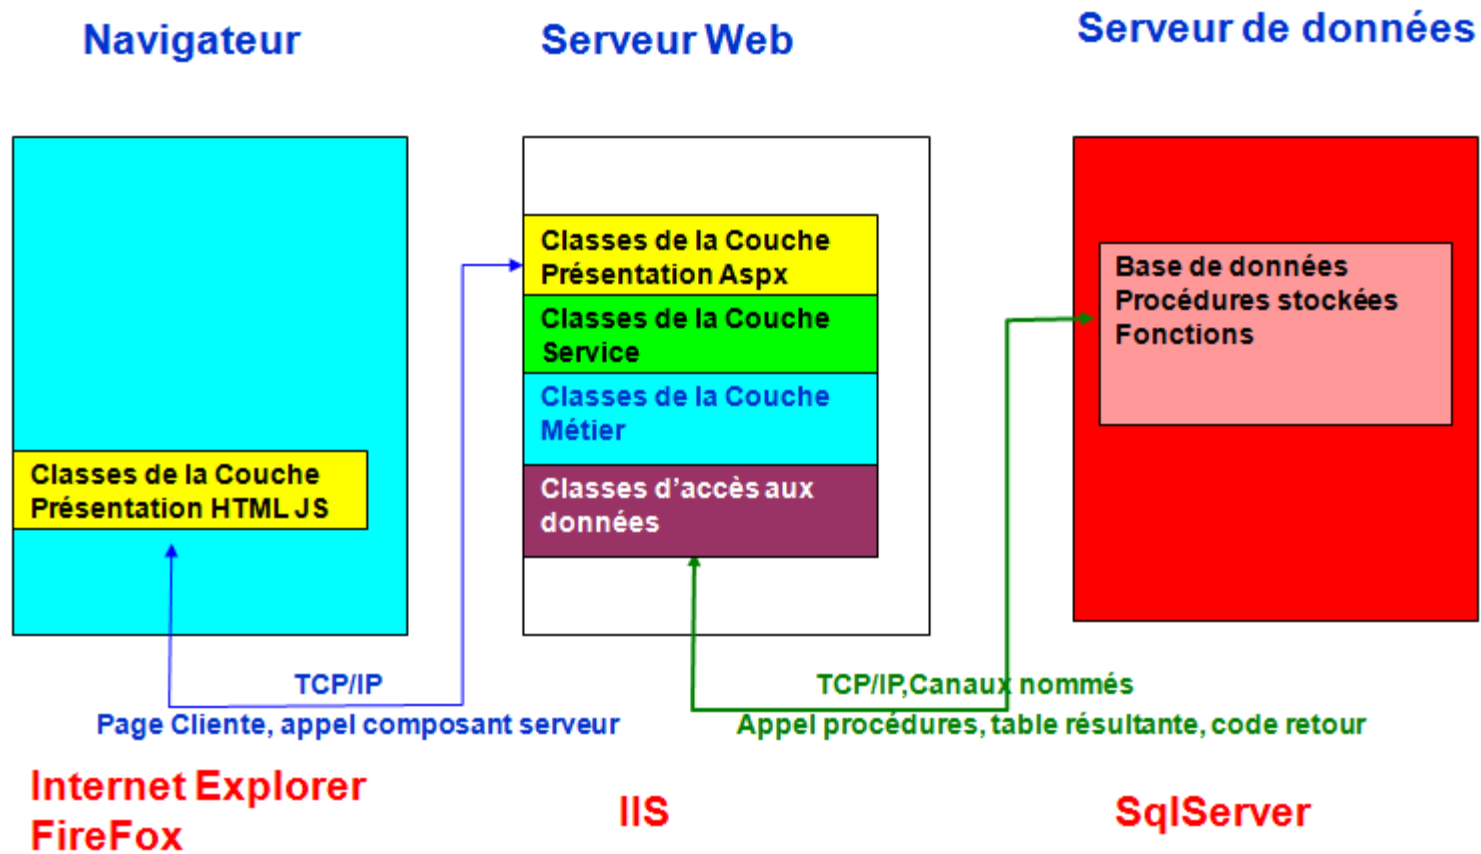 Navigateur
Serveur Web
Serveur de données
Classes de la Couche
Présentation HTML JS
Classes de la Couche
Présentation Aspx
Classes de la Couche
Service
Classes de la Couche
Métier
Classes d'accès aux
données
Base de données
Procédures stockées
Fonctions
TCP/IP
Page Cliente, appel composant serveur
TCP/IP,Canaux nommés
Appel procédures, table résultante, code retour
Internet Explorer
FireFox
IIS
SqlServer